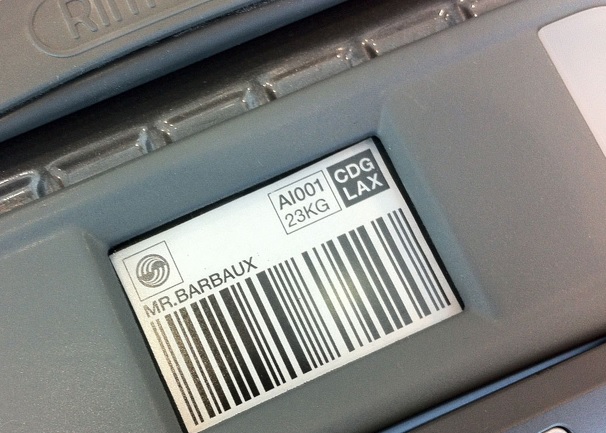 AI001
23KG
CDG
LAX
MR.BARBAUX